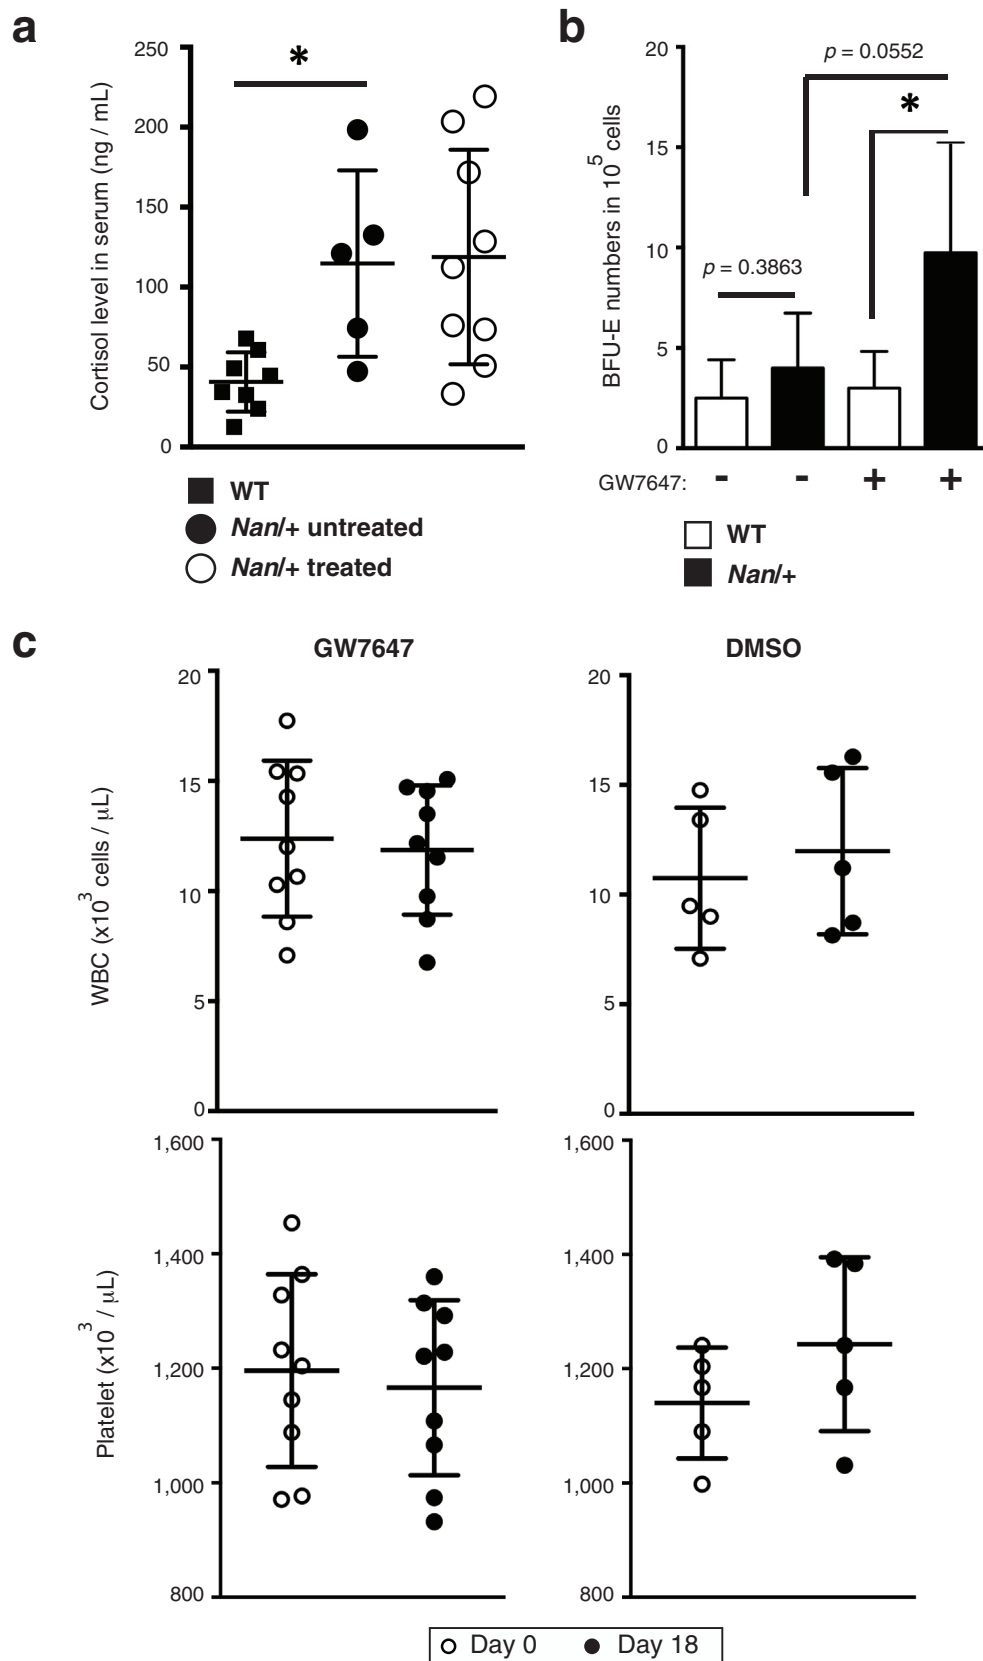 a
Cortisol level in serum (ng / mL)
250
200
150
100
50
0
*
WT
Nan/+ untreated
Nan/+ treated
b
BFU-E numbers in 10^5 cells
20
15
10
5
0
p = 0.0552
*
p = 0.3863
GW7647: - - + +
WT
Nan/+
c
GW7647
DMSO
WBC (x10^3 cells / μL)
20
15
10
5
0
20
15
10
5
0
Platelet (x10^3 / μL)
1,600
1,400
1,200
1,000
800
1,600
1,400
1,200
1,000
800
Day 0 Day 18